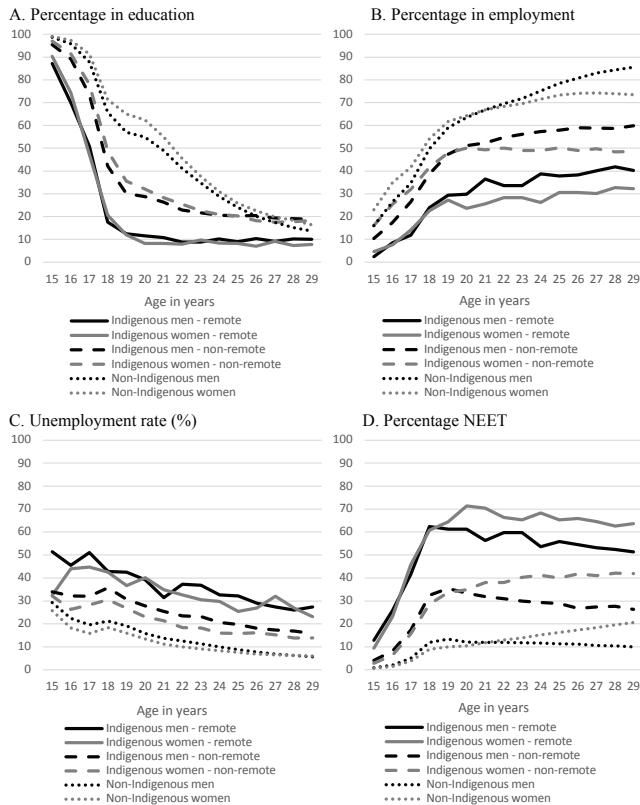 A. Percentage in education
100
90
80
70
60
50
40
30
20
10
0
15 16 17 18 19 20 21 22 23 24 25 26 27 28 29
Age in years
Indigenous men - remote
Indigenous women - remote
Indigenous men - non-remote
Indigenous women - non-remote
Non-Indigenous men
Non-Indigenous women
B. Percentage in employment
100
90
80
70
60
50
40
30
20
10
0
15 16 17 18 19 20 21 22 23 24 25 26 27 28 29
Age in years
Indigenous men - remote
Indigenous women - remote
Indigenous men - non-remote
Indigenous women - non-remote
Non-Indigenous men
Non-Indigenous women
C. Unemployment rate (%)
100
90
80
70
60
50
40
30
20
10
0
15 16 17 18 19 20 21 22 23 24 25 26 27 28 29
Age in years
Indigenous men - remote
Indigenous women - remote
Indigenous men - non-remote
Indigenous women - non-remote
Non-Indigenous men
Non-Indigenous women
D. Percentage NEET
100
90
80
70
60
50
40
30
20
10
0
15 16 17 18 19 20 21 22 23 24 25 26 27 28 29
Age in years
Indigenous men - remote
Indigenous women - remote
Indigenous men - non-remote
Indigenous women - non-remote
Non-Indigenous men
Non-Indigenous women